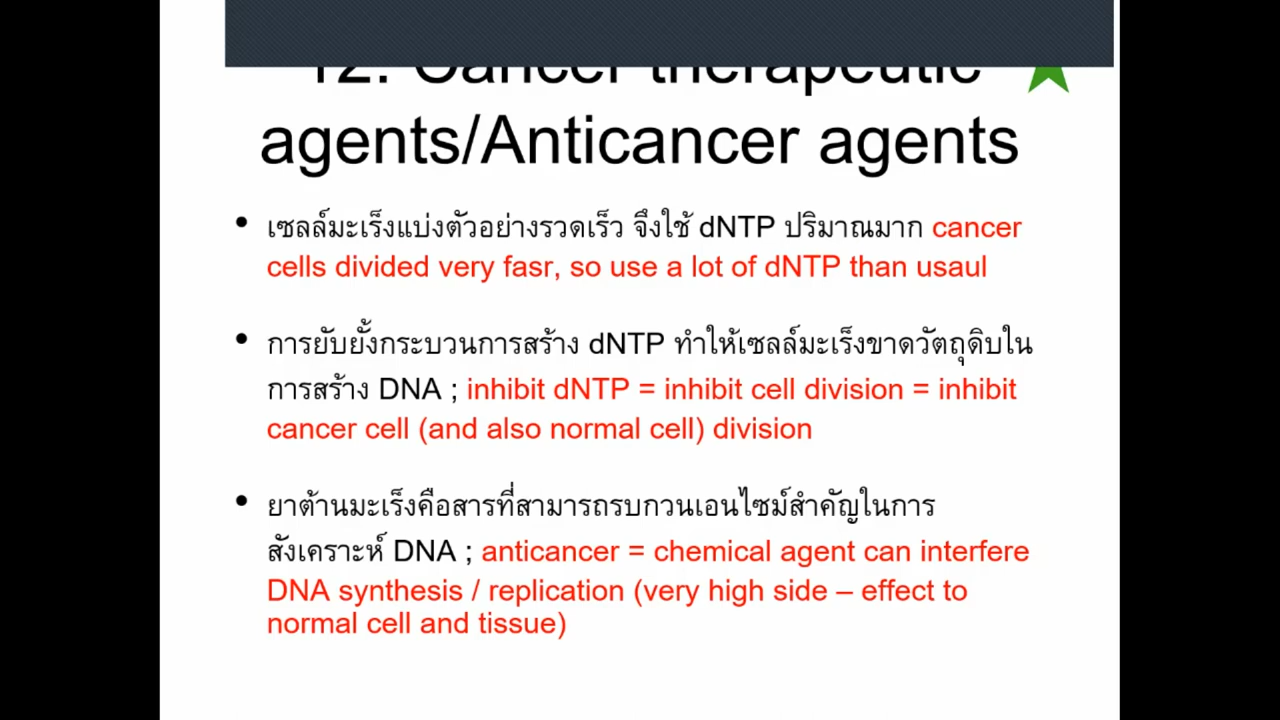 12. Cancer therapeutic
agents/Anticancer agents
• เซลล์มะเร็งแบ่งตัวอย่างรวดเร็ว จึงใช้ dNTP ปริมาณมาก cancer
cells divided very fasr, so use a lot of dNTP than usaul
• การยับยั้งกระบวนการสร้าง dNTP ทำให้เซลล์มะเร็งขาดวัตถุดิบใน
การสร้าง DNA ; inhibit dNTP = inhibit cell division = inhibit
cancer cell (and also normal cell) division
• ยาต้านมะเร็งคือสารที่สามารถรบกวนเอนไซม์สำคัญในการ
สังเคราะห์ DNA ; anticancer = chemical agent can interfere
DNA synthesis / replication (very high side – effect to
normal cell and tissue)